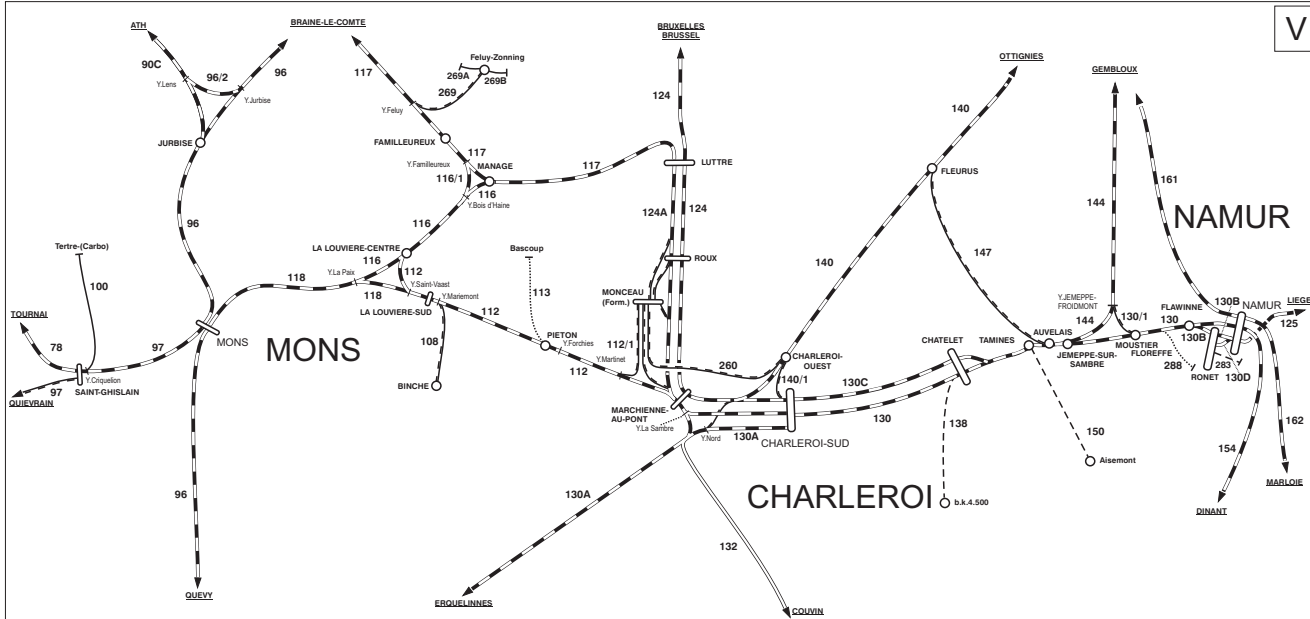 V
ATH
BRAINE-LE-COMTE
BRUXELLES
BRUSSEL
OTTIGNIES
GEMBLOUX
Feluy-Zonning
269A
269B
269
90C
96/2
96
Y.Lens
Y.Jurbise
117
Y.Feluy
124
140
JURBISE
FAMILLEUREUX
117
Y.Familleureux
MANAGE
117
LUTTRE
116/1
116
Y.Bois d'Haine
FLEURUS
161
144
NAMUR
96
116
124A
124
Tertre-(Carbo)
LA LOUVIERE-CENTRE
Bascoup
147
140
ROUX
116
112
Y.La Paix
Y.Saint-Vaast
118
118
Y.Mariemont
LA LOUVIERE-SUD
113
MONCEAU
(Form.)
100
Y.JEMEPPE-
FROIDMONT
130B
NAMUR
LIEGE
125
TOURNAI
112
FLAWINNE
144
130/1
130
130B
MONS
MONS
PIETON
Y.Forchies
112/1
AUVELAIS
TAMINES
CHATELET
78
97
108
Y.Martinet
112
260
CHARLEROI-
OUEST
140/1
130C
JEMEPPE-SUR-
SAMBRE
MOUSTIER
FLOREFFE
288
283
RONET
130D
Y.Criquelion
97
SAINT-GHISLAIN
QUIEVRAIN
BINCHE
MARCHIENNE-
AU-PONT
Y.La Sambre
Y.Nord
130A
130
CHARLEROI-SUD
138
150
Aisemont
162
154
MARLOIE
96
130A
CHARLEROI
b.k.4.500
DINANT
132
QUEVY
ERQUELINNES
COUVIN